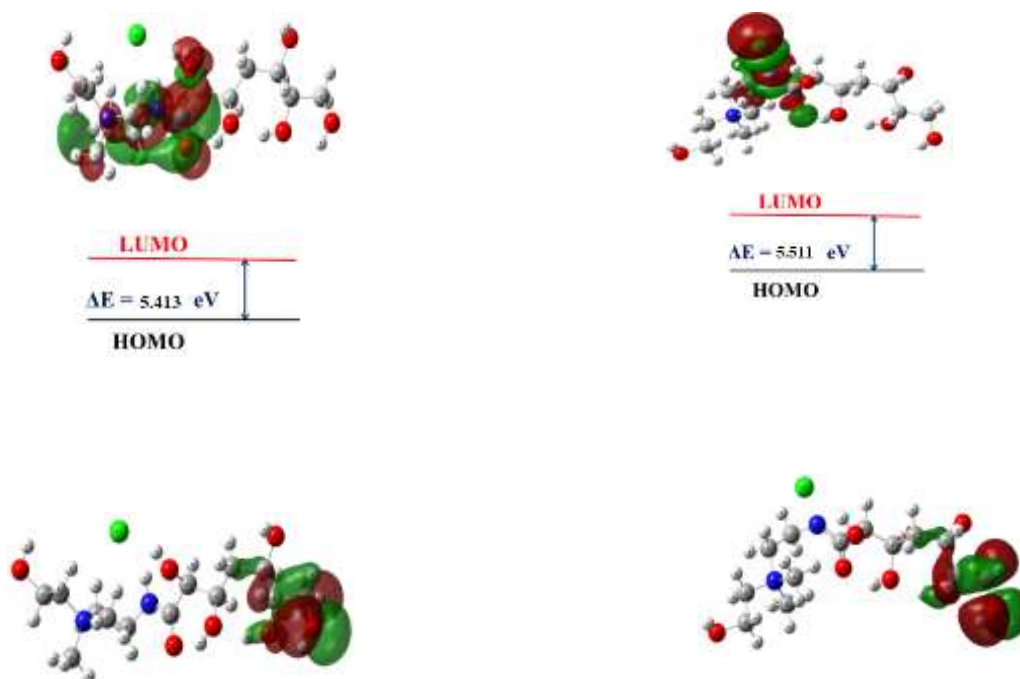 LUMO
ΔE = 5.413 eV
HOMO
LUMO
ΔE = 5.511 eV
HOMO